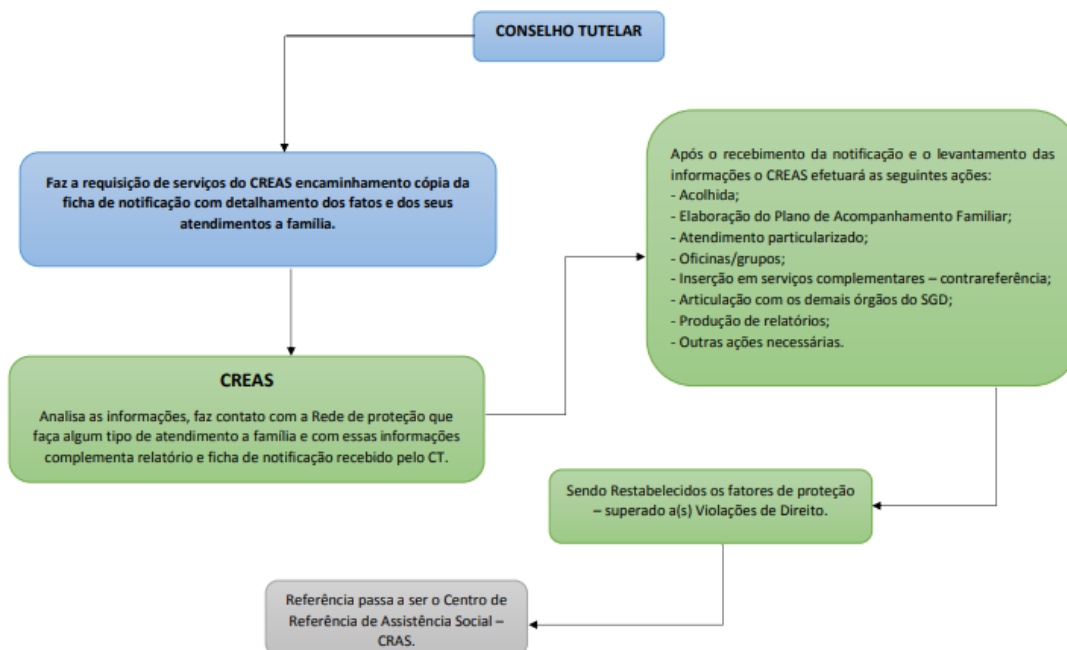 CONSELHO TUTELAR
Faz a requisição de serviços do CREAS encaminhamento cópia da
ficha de notificação com detalhamento dos fatos e dos seus
atendimentos a família.
CREAS
Analisa as informações, faz contato com a Rede de proteção que
faça algum tipo de atendimento a família e com essas informações
complementa relatório e ficha de notificação recebido pelo CT.
Após o recebimento da notificação e o levantamento das
informações o CREAS efetuará as seguintes ações:
- Acolhida;
- Elaboração do Plano de Acompanhamento Familiar;
- Atendimento particularizado;
- Oficinas/grupos;
- Inserção em serviços complementares – contrareferência;
- Articulação com os demais órgãos do SGD;
- Produção de relatórios;
- Outras ações necessárias.
Sendo Restabelecidos os fatores de proteção
– superado a(s) Violações de Direito.
Referência passa a ser o Centro de
Referência de Assistência Social –
CRAS.